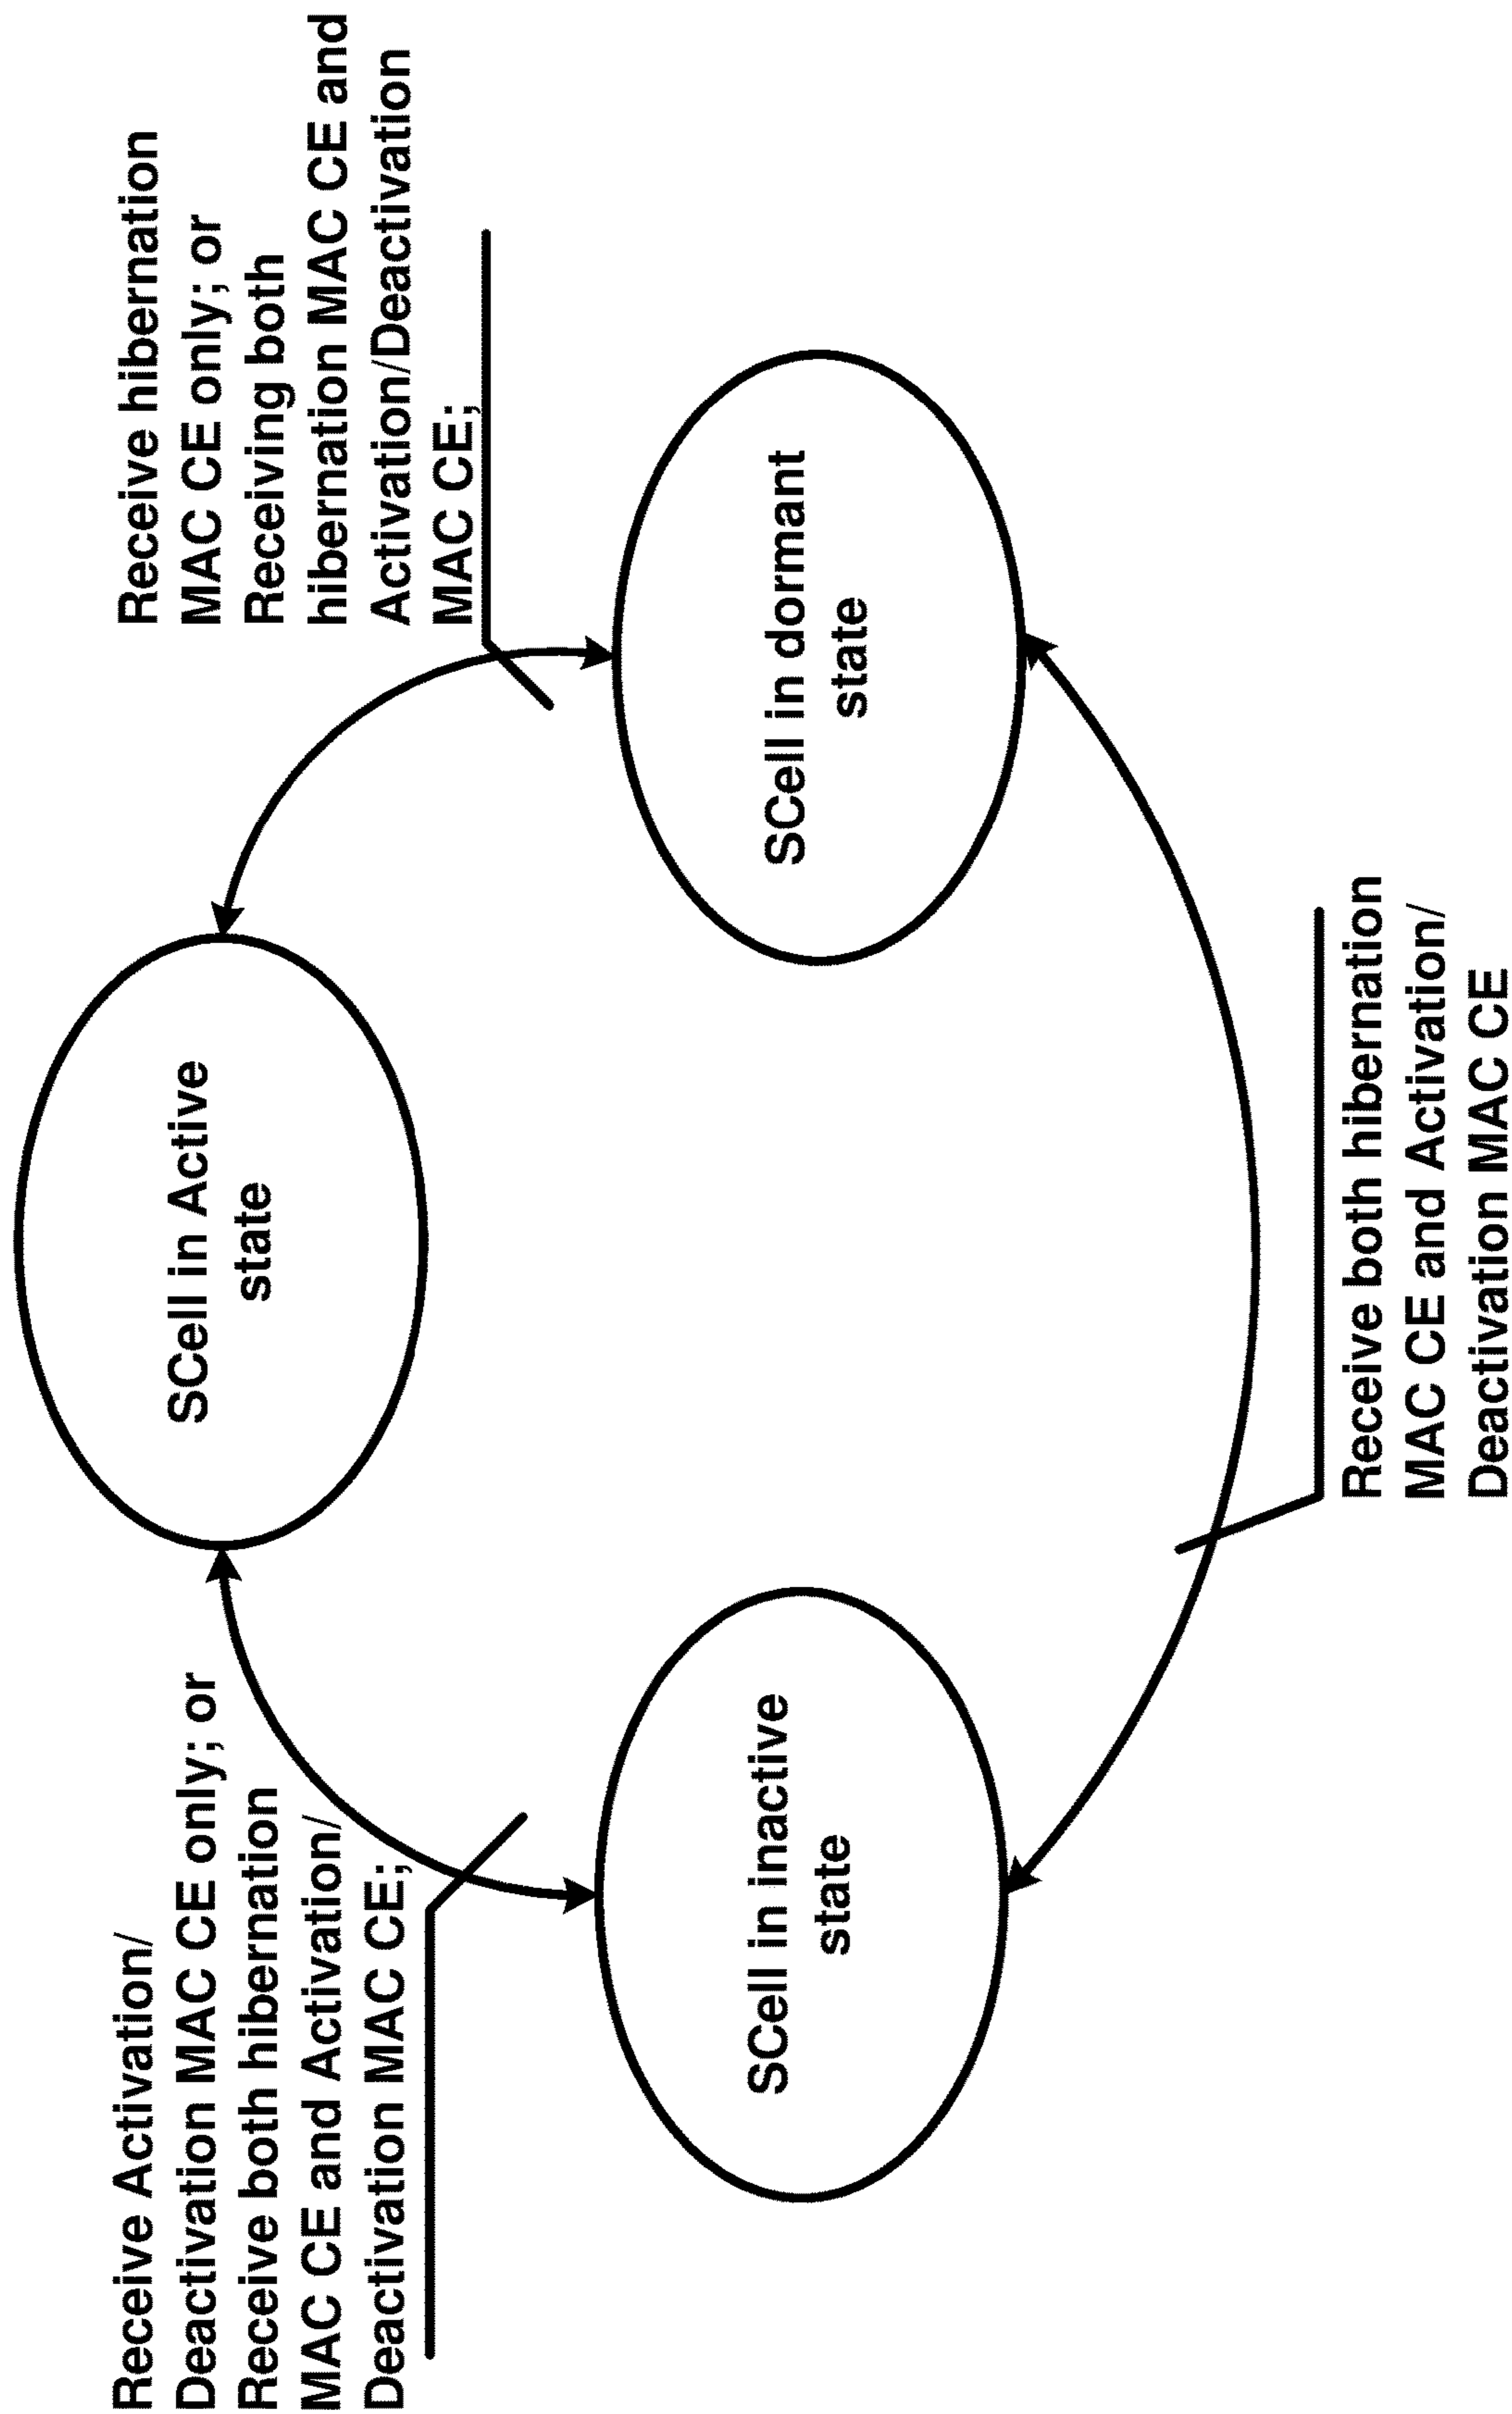 Receive Activation/
Deactivation MAC CE only; or
Receive both hibernation
MAC CE and Activation/
Deactivation MAC CE;
SCell in Active
state
Receive hibernation
MAC CE only; or
Receiving both
hibernation MAC CE and
Activation/Deactivation
MAC CE;
SCell in inactive
state
SCell in dormant
state
Receive both hibernation
MAC CE and Activation/
Deactivation MAC CE